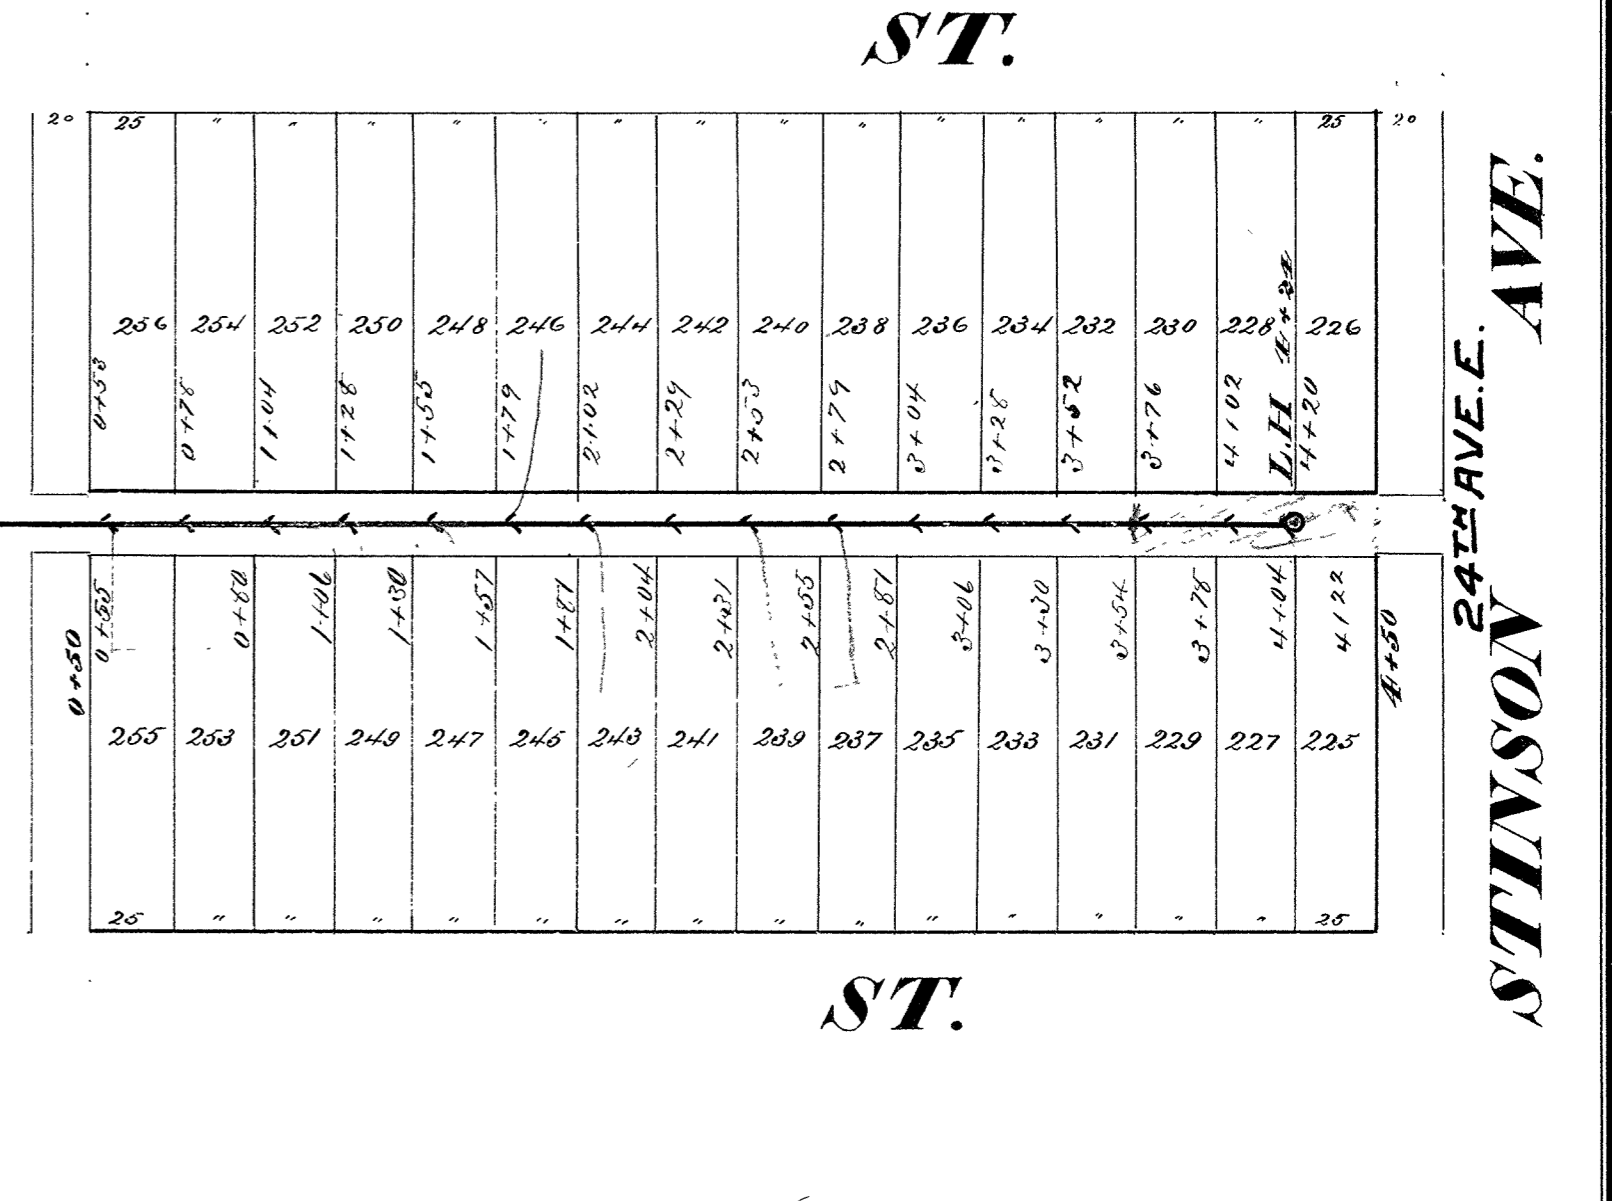 ST.
20 25 " " " " " " " " " " " " " " 25 20
256 254 252 250 248 246 244 242 240 238 236 234 232 230 228 226
0+53 0+78 1+04 1+28 1+55 1+79 2+02 2+29 2+53 2+79 3+04 3+28 3+52 3+76 4+02 L.H 4+24 4+20
0+50 0+55 0+80 1+06 1+30 1+57 1+81 2+04 2+31 2+55 2+81 3+06 3+30 3+54 3+78 4+04 4+22 4+50
255 253 251 249 247 245 243 241 239 237 235 233 231 229 227 225
25 " " " " " " " " " " " " " " 25
ST.
24TH AVE. E.
STINSON AVE.